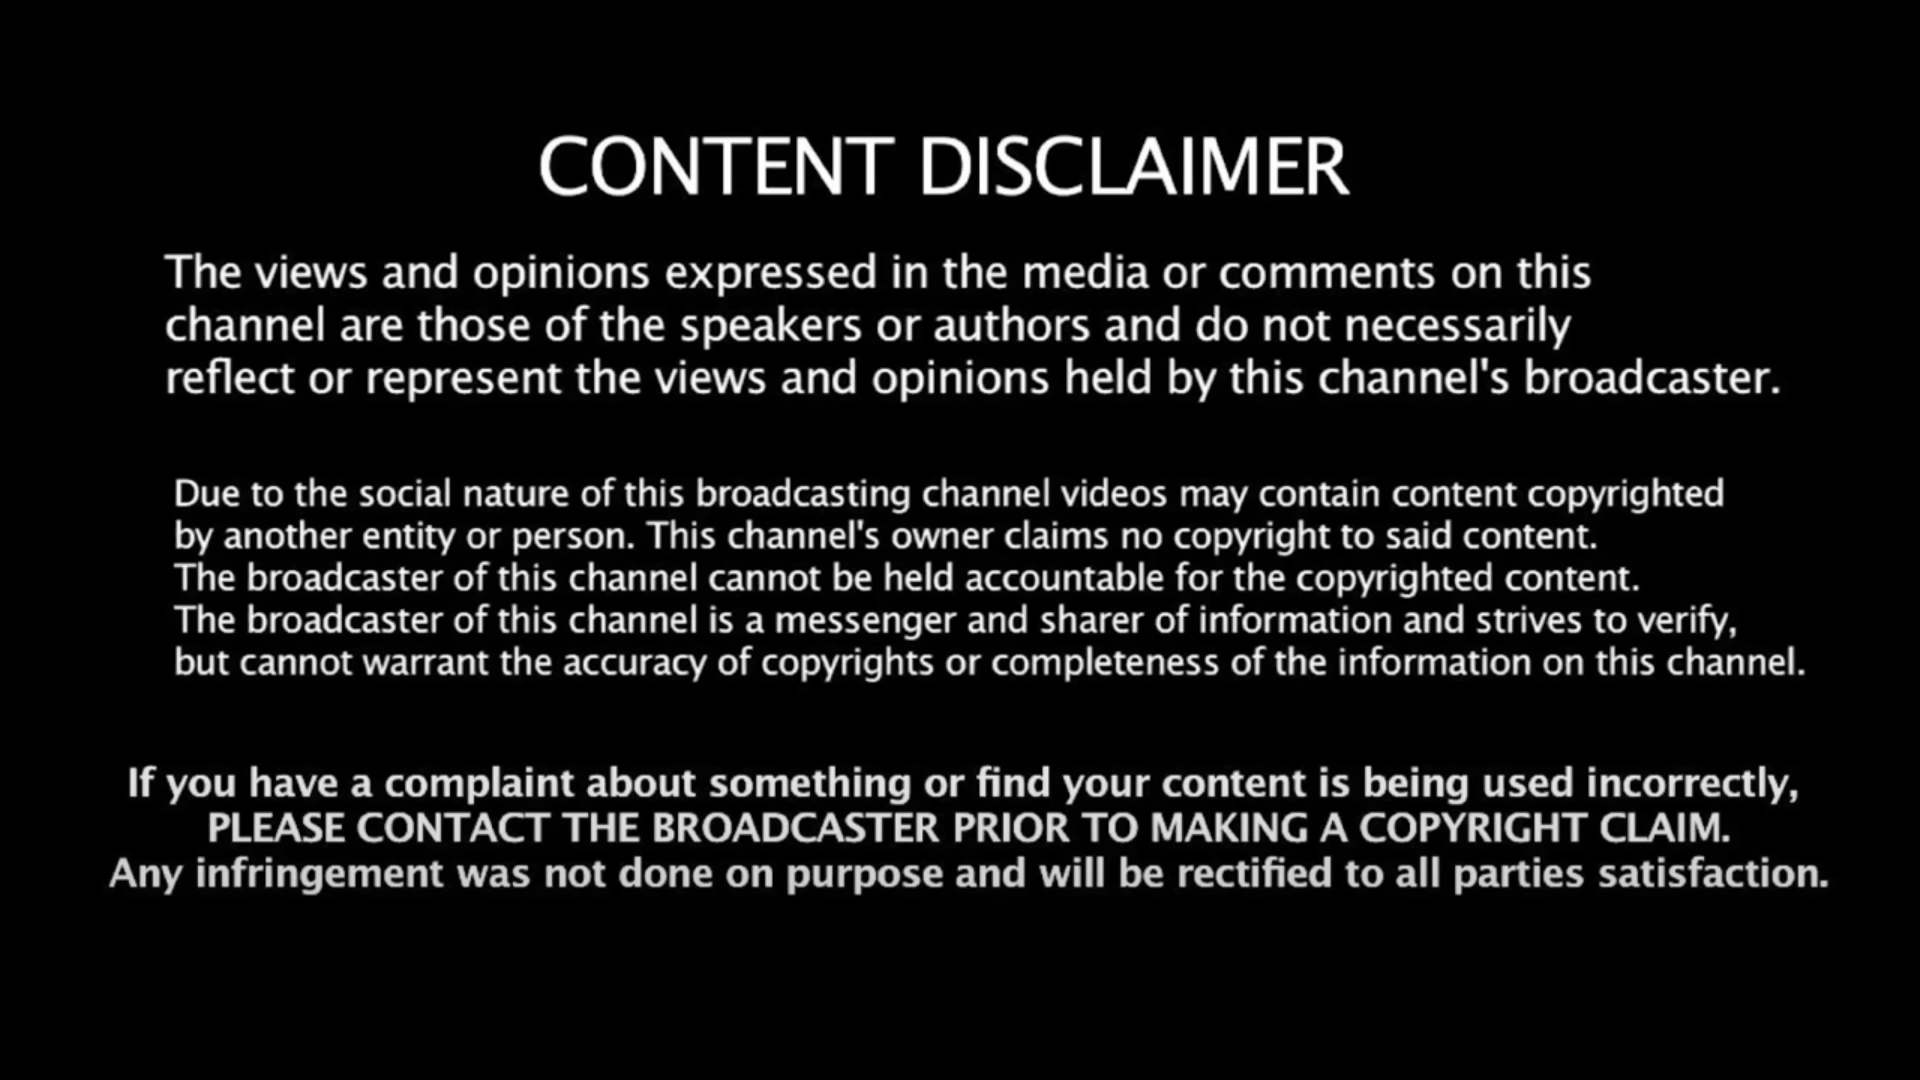 CONTENT DISCLAIMER
The views and opinions expressed in the media or comments on this
channel are those of the speakers or authors and do not necessarily
reflect or represent the views and opinions held by this channel's broadcaster.
Due to the social nature of this broadcasting channel videos may contain content copyrighted
by another entity or person. This channel's owner claims no copyright to said content.
The broadcaster of this channel cannot be held accountable for the copyrighted content.
The broadcaster of this channel is a messenger and sharer of information and strives to verify,
but cannot warrant the accuracy of copyrights or completeness of the information on this channel.
If you have a complaint about something or find your content is being used incorrectly,
PLEASE CONTACT THE BROADCASTER PRIOR TO MAKING A COPYRIGHT CLAIM.
Any infringement was not done on purpose and will be rectified to all parties satisfaction.